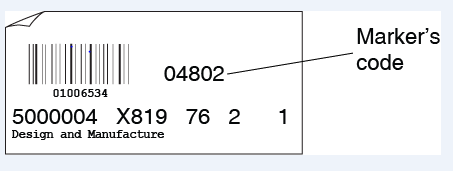 Marker's
code
04802
01006534
5000004 X819 76 2 1
Design and Manufacture